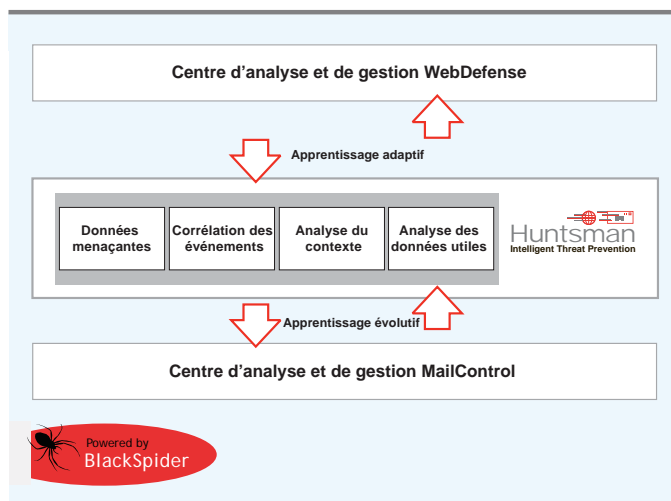 Centre d'analyse et de gestion WebDefense
Apprentissage adaptif
Données
menaçantes
Corrélation des
événements
Analyse du
contexte
Analyse des
données utiles
Huntsman
Intelligent Threat Prevention
Apprentissage évolutif
Centre d'analyse et de gestion MailControl
Powered by
BlackSpider